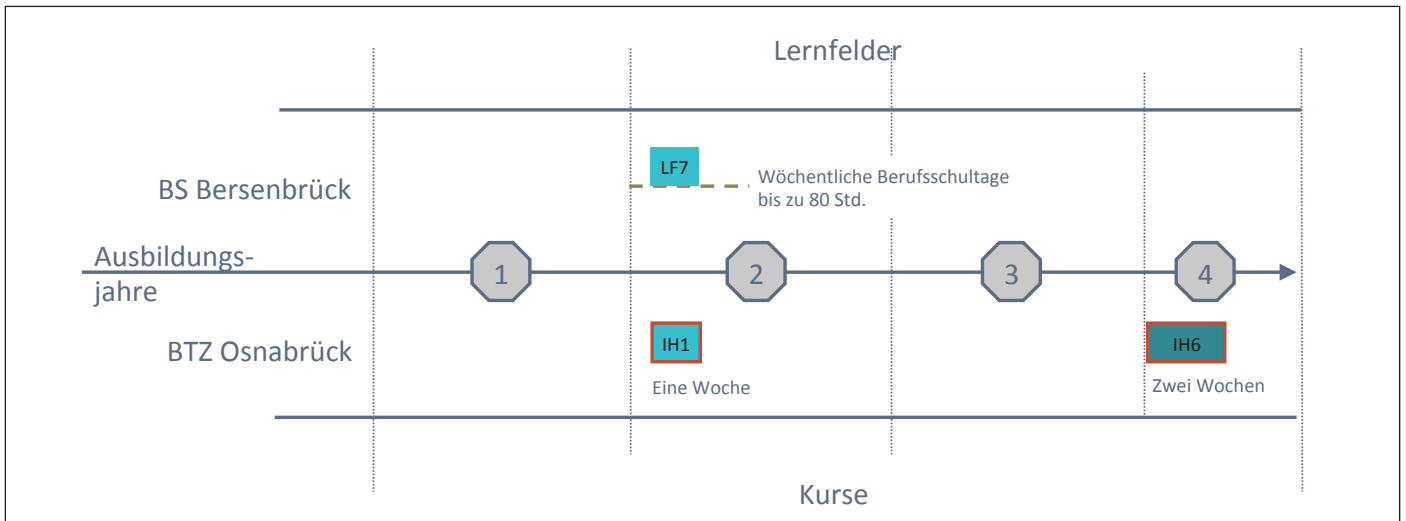 Lernfelder
LF7
BS Bersenbrück
Wöchentliche Berufsschultage
bis zu 80 Std.
Ausbildungs-
jahre
1
2
3
4
BTZ Osnabrück
IH1
IH6
Eine Woche
Zwei Wochen
Kurse